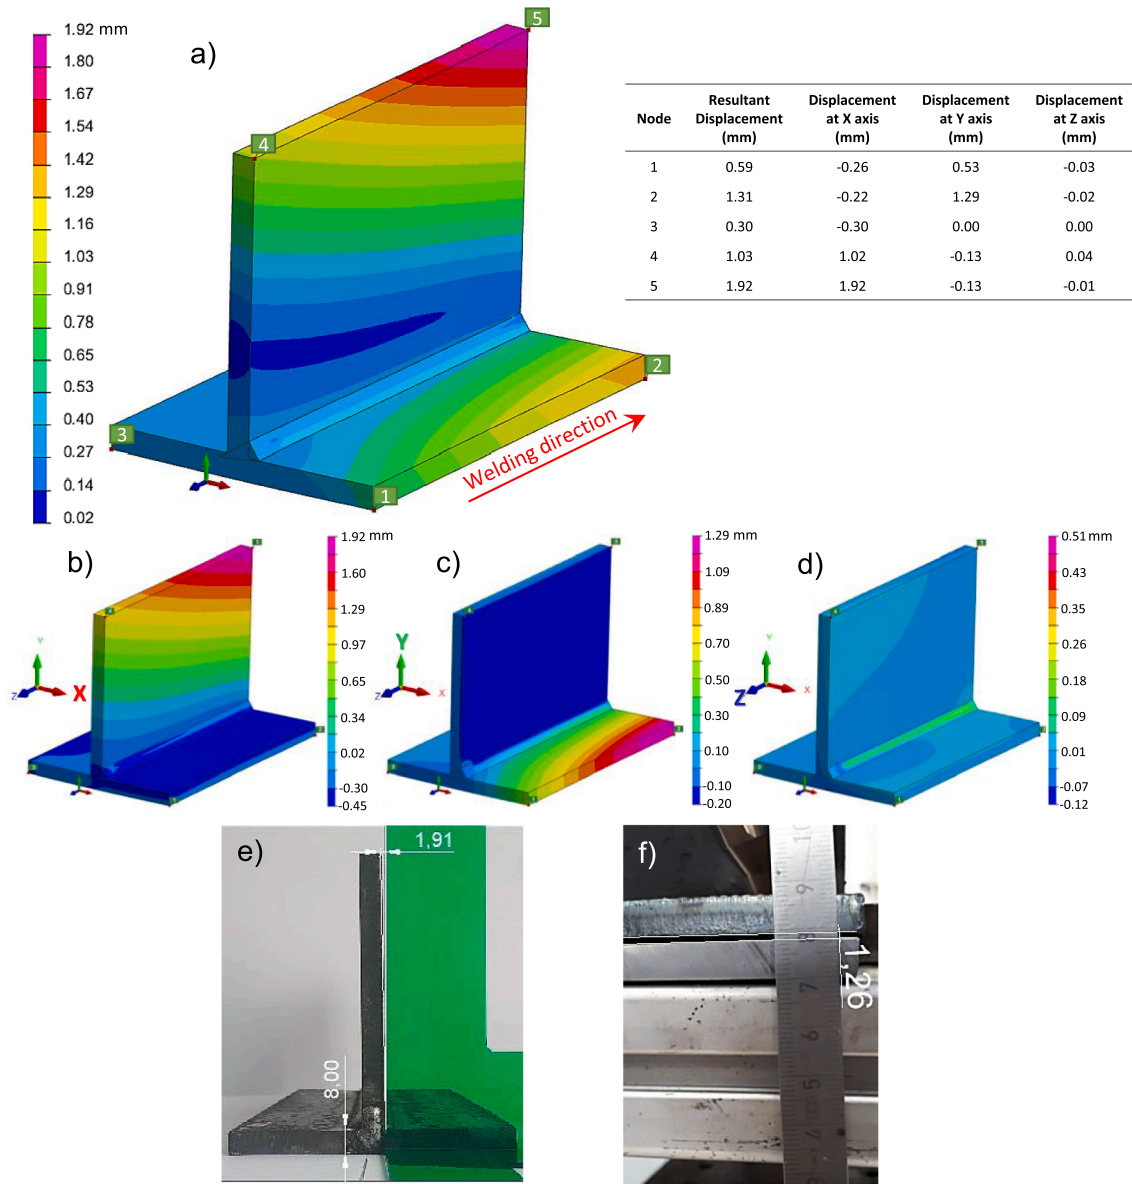 1.92 mm
1.80
1.67
1.54
1.42
1.29
1.16
1.03
0.91
0.78
0.65
0.53
0.40
0.27
0.14
0.02
a)
5
4
3
2
1
Welding direction
Node Resultant Displacement (mm) Displacement at X axis (mm) Displacement at Y axis (mm) Displacement at Z axis (mm)
1 0.59 -0.26 0.53 -0.03
2 1.31 -0.22 1.29 -0.02
3 0.30 -0.30 0.00 0.00
4 1.03 1.02 -0.13 0.04
5 1.92 1.92 -0.13 -0.01
b)
Y
Z
X
1.92 mm
1.60
1.29
0.97
0.65
0.34
0.02
-0.30
-0.45
c)
Y
Z
X
1.29 mm
1.09
0.89
0.70
0.50
0.30
0.10
-0.10
-0.20
d)
Y
Z
X
0.51 mm
0.43
0.35
0.26
0.18
0.09
0.01
-0.07
-0.12
e)
1,91
8,00
f)
10
9
8
7
6
5
4
3
1,26